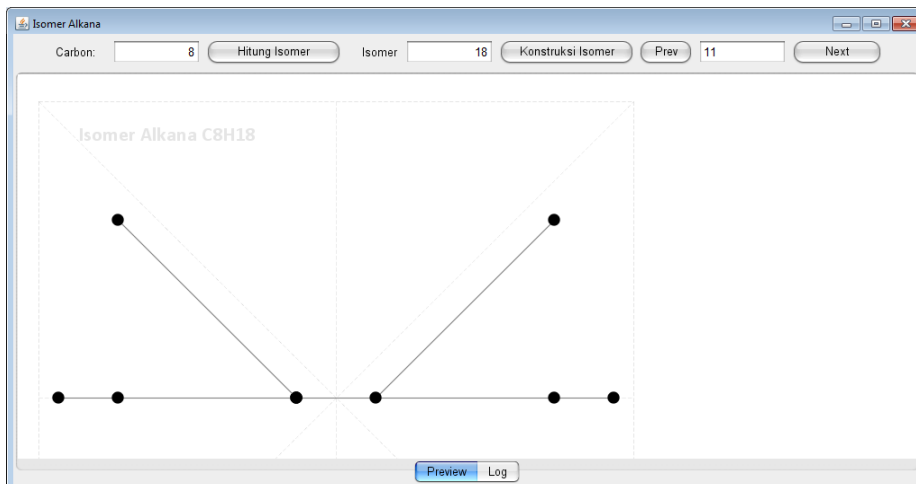 Isomer Alkana
Carbon: 8 Hitung Isomer Isomer 18 Konstruksi Isomer Prev 11 Next
Isomer Alkana C8H18
Preview Log